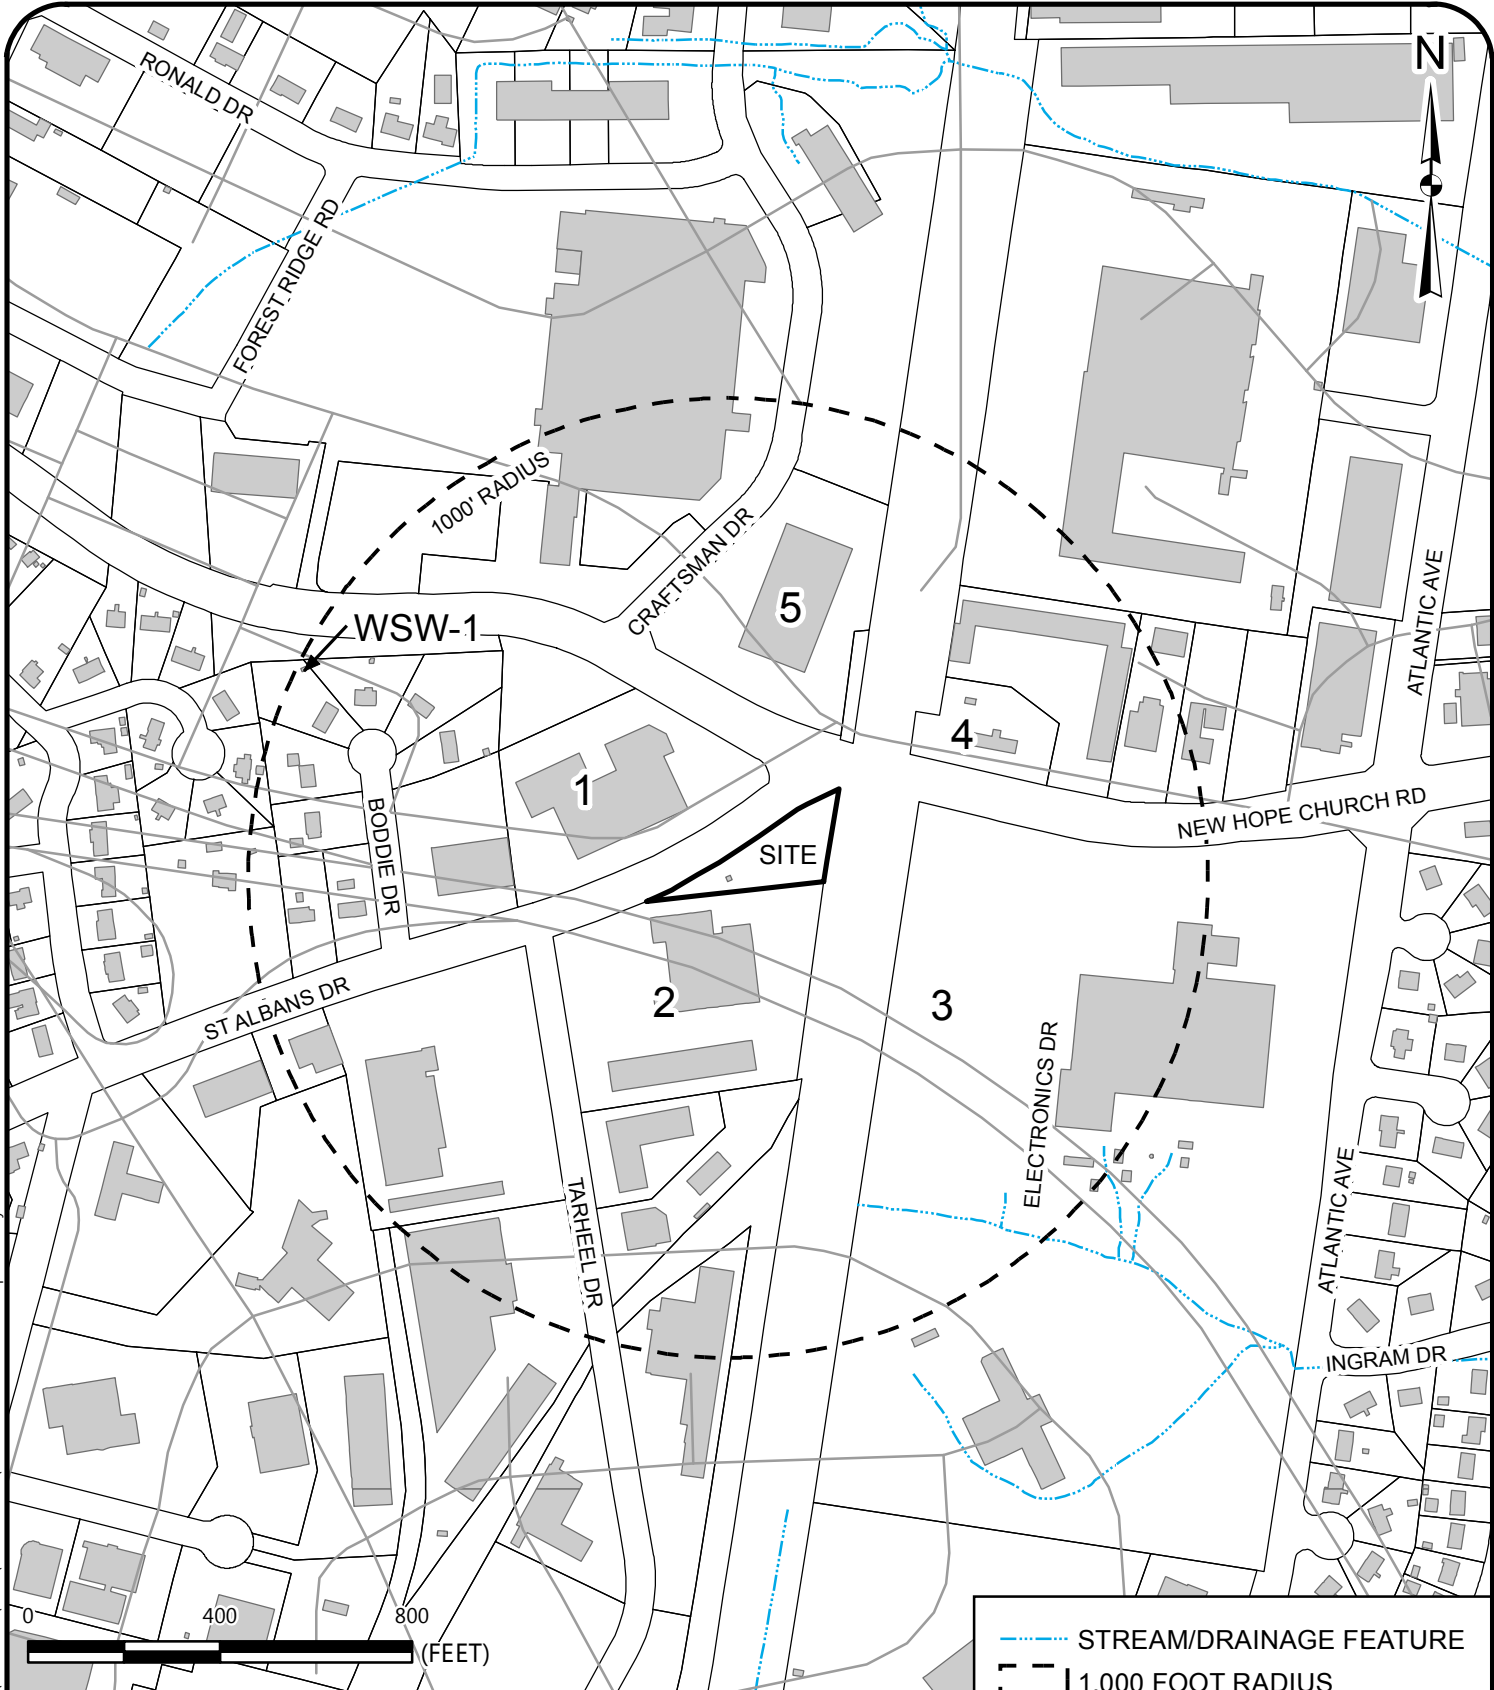 N
RONALD DR
FOREST RIDGE RD
1000' RADIUS
CRAFTSMAN DR
5
WSW-1
ATLANTIC AVE
4
1
NEW HOPE CHURCH RD
BODDIE DR
SITE
2
3
ST ALBANS DR
ELECTRONICS DR
TARHEEL DR
ATLANTIC AVE
INGRAM DR
0 400 800
(FEET)
STREAM/DRAINAGE FEATURE
1,000 FOOT RADIUS